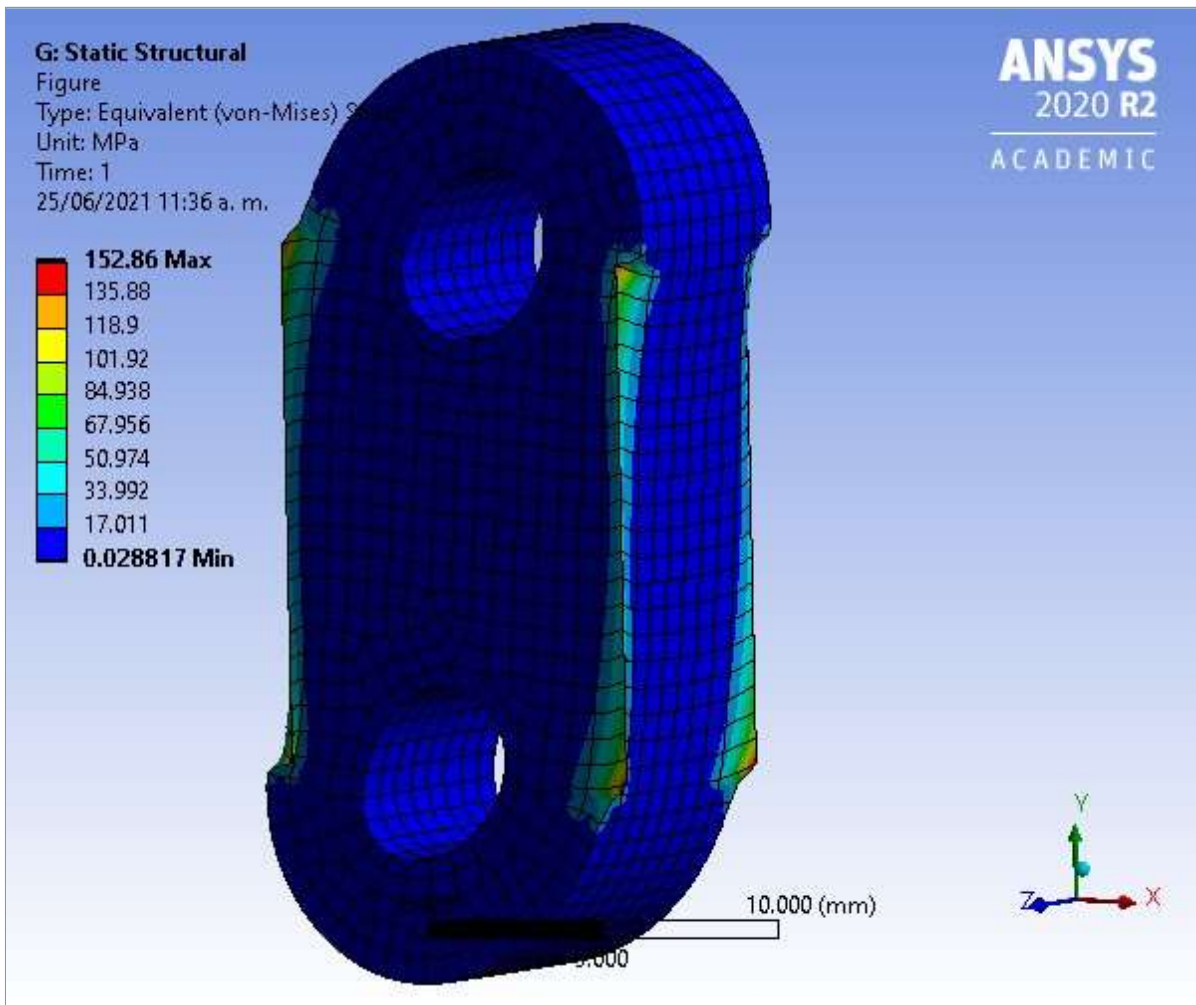 G: Static Structural
Figure
Type: Equivalent (von-Mises)
Unit: MPa
Time: 1
25/06/2021 11:36 a. m.
152.86 Max
135.88
118.9
101.92
84.938
67.956
50.974
33.992
17.011
0.028817 Min
ANSYS
2020 R2
ACADEMIC
10.000 (mm)
Y
Z
X